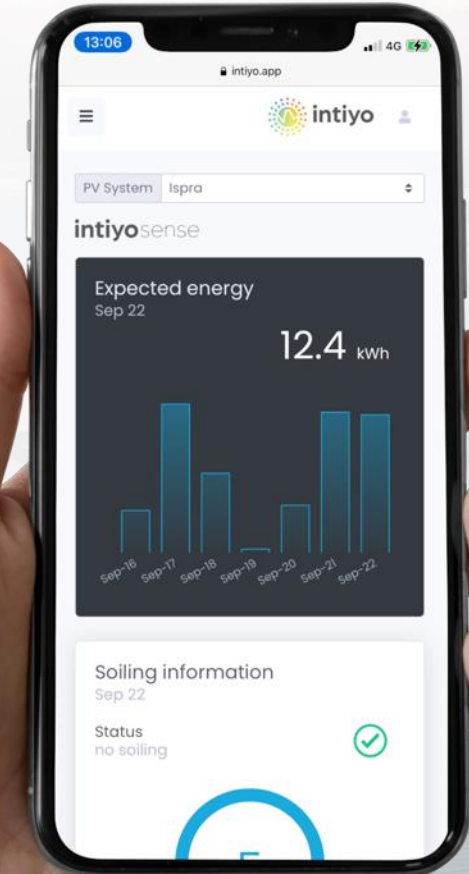 13:06
4G
intiyo.app
intiyo
PV System Ispra
intiyosense
Expected energy
Sep 22
12.4 kWh
Sep-16 Sep-17 Sep-18 Sep-19 Sep-20 Sep-21 Sep-22
Soiling information
Sep 22
Status
no soiling